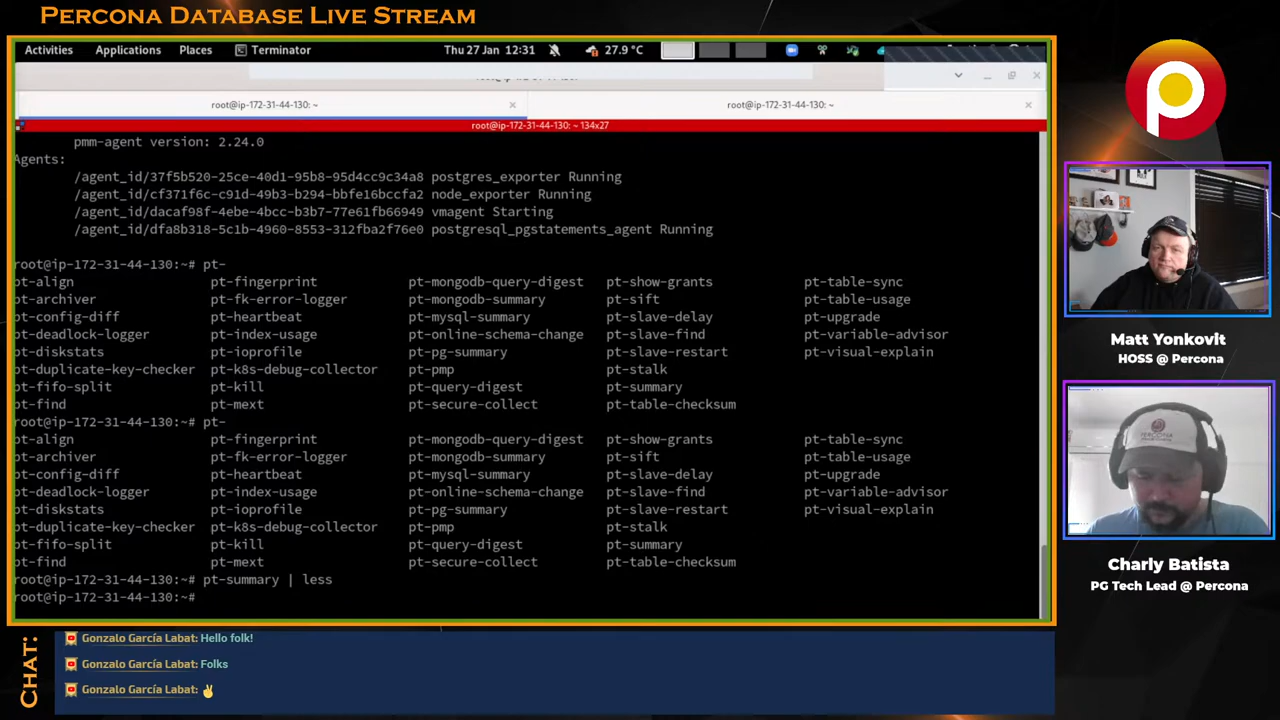 PERCONA DATABASE LIVE STREAM
Activities Applications Places Terminator Thu 27 Jan 12:31 27.9 °C
root@ip-172-31-44-130: ~ root@ip-172-31-44-130: ~
root@ip-172-31-44-130: ~ 134x27
pmm-agent version: 2.24.0
Agents:
/agent_id/37f5b520-25ce-40d1-95b8-95d4cc9c34a8 postgres_exporter Running
/agent_id/cf371f6c-c91d-49b3-b294-bbfe16bccfa2 node_exporter Running
/agent_id/dacaf98f-4ebe-4bcc-b3b7-77e61fb66949 vmagent Starting
/agent_id/dfa8b318-5c1b-4960-8553-312fba2f76e0 postgresql_pgstatements_agent Running
root@ip-172-31-44-130:~# pt-
pt-align pt-fingerprint pt-mongodb-query-digest pt-show-grants pt-table-sync
pt-archiver pt-fk-error-logger pt-mongodb-summary pt-sift pt-table-usage
pt-config-diff pt-heartbeat pt-mysql-summary pt-slave-delay pt-upgrade
pt-deadlock-logger pt-index-usage pt-online-schema-change pt-slave-find pt-variable-advisor
pt-diskstats pt-ioprofile pt-pg-summary pt-slave-restart pt-visual-explain
pt-duplicate-key-checker pt-k8s-debug-collector pt-pmp pt-stalk
pt-fifo-split pt-kill pt-query-digest pt-summary
pt-find pt-mext pt-secure-collect pt-table-checksum
root@ip-172-31-44-130:~# pt-
pt-align pt-fingerprint pt-mongodb-query-digest pt-show-grants pt-table-sync
pt-archiver pt-fk-error-logger pt-mongodb-summary pt-sift pt-table-usage
pt-config-diff pt-heartbeat pt-mysql-summary pt-slave-delay pt-upgrade
pt-deadlock-logger pt-index-usage pt-online-schema-change pt-slave-find pt-variable-advisor
pt-diskstats pt-ioprofile pt-pg-summary pt-slave-restart pt-visual-explain
pt-duplicate-key-checker pt-k8s-debug-collector pt-pmp pt-stalk
pt-fifo-split pt-kill pt-query-digest pt-summary
pt-find pt-mext pt-secure-collect pt-table-checksum
root@ip-172-31-44-130:~# pt-summary | less
root@ip-172-31-44-130:~#
Matt Yonkovit
HOSS @ Percona
PERCONA
Charly Batista
PG Tech Lead @ Percona
CHAT:
Gonzalo García Labat: Hello folk!
Gonzalo García Labat: Folks
Gonzalo García Labat: ✌